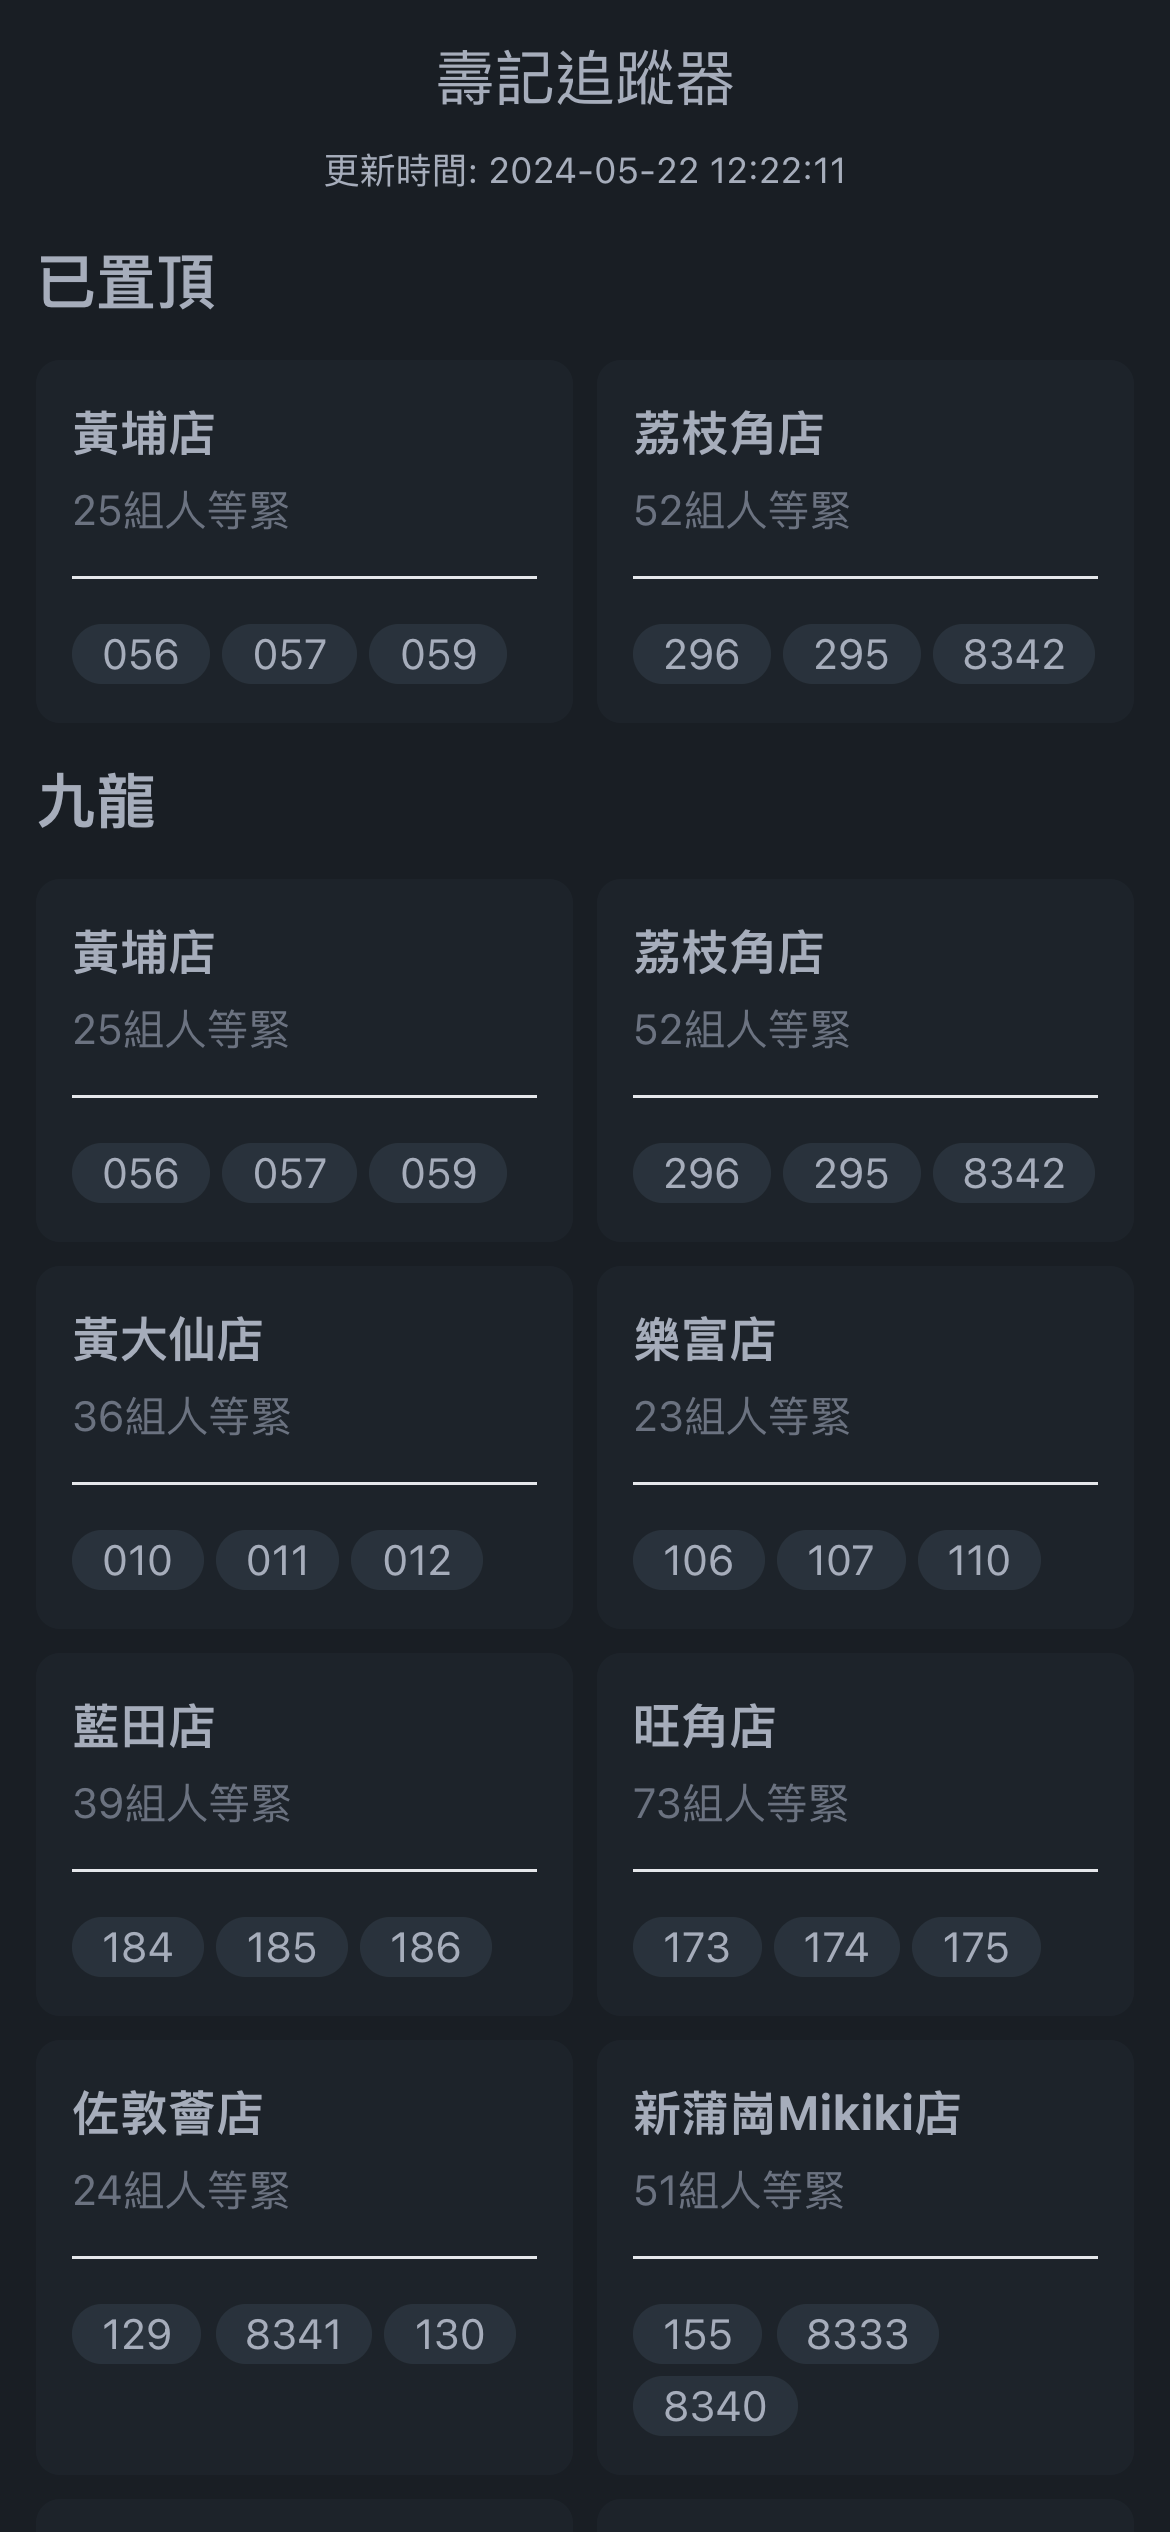 壽記追蹤器
更新時間: 2024-05-22 12:22:11
已置頂
黃埔店
25組人等緊
056 057 059
荔枝角店
52組人等緊
296 295 8342
九龍
黃埔店
25組人等緊
056 057 059
荔枝角店
52組人等緊
296 295 8342
黃大仙店
36組人等緊
010 011 012
樂富店
23組人等緊
106 107 110
藍田店
39組人等緊
184 185 186
旺角店
73組人等緊
173 174 175
佐敦薈店
24組人等緊
129 8341 130
新蒲崗Mikiki店
51組人等緊
155 8333
8340